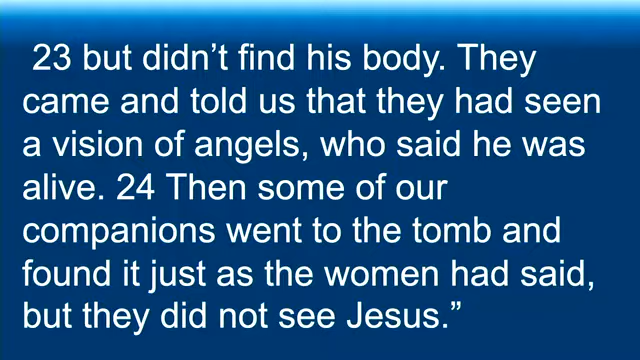 23 but didn’t find his body. They
came and told us that they had seen
a vision of angels, who said he was
alive. 24 Then some of our
companions went to the tomb and
found it just as the women had said,
but they did not see Jesus.”